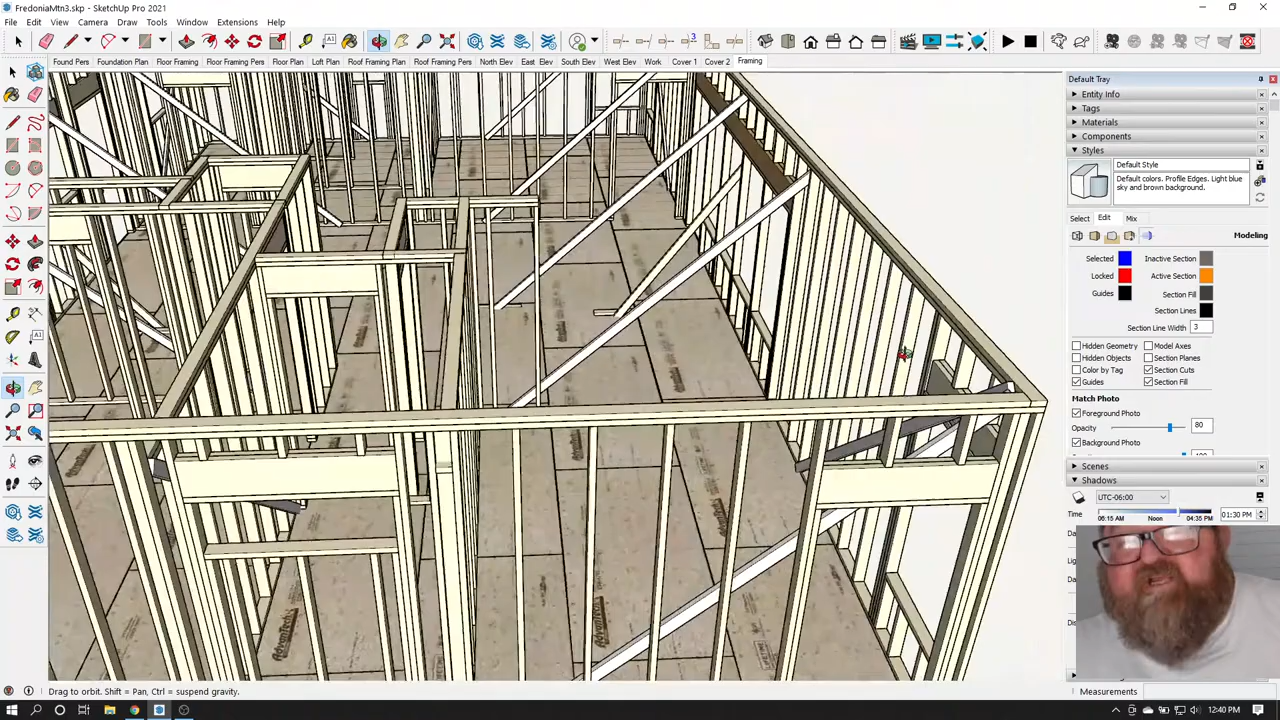 FredoniaMtn3.skp - SketchUp Pro 2021
File Edit View Camera Draw Tools Window Extensions Help
Found Pers Foundation Plan Floor Framing Floor Framing Pers Floor Plan Loft Plan Roof Framing Plan Roof Framing Pers North Elev East Elev South Elev West Elev Work Cover 1 Cover 2 Framing
Default Tray
Entity Info
Tags
Materials
Components
Styles
Default Style
Default colors. Profile Edges. Light blue
sky and brown background.
Select Edit Mix
Modeling
Selected Inactive Section
Locked Active Section
Guides Section Fill
Section Lines
Section Line Width 3
Hidden Geometry Model Axes
Hidden Objects Section Planes
Color by Tag Section Cuts
Guides Section Fill
Match Photo
Foreground Photo
Opacity 80
Background Photo
Scenes
Shadows
UTC-06:00
Time 06:15 AM Noon 04:35 PM 01:30 PM
AdvanTech
AdvanTech
Drag to orbit. Shift = Pan, Ctrl = suspend gravity.
Measurements
12:40 PM